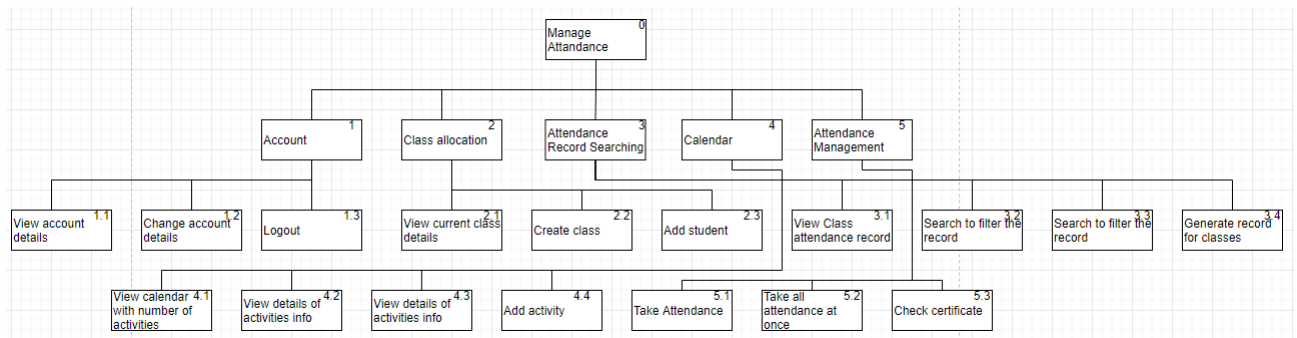 0
Manage
Attandance
1
Account
2
Class allocation
3
Attendance
Record Searching
4
Calendar
5
Attendance
Management
1.1
View account
details
1.2
Change account
details
1.3
Logout
2.1
View current class
details
2.2
Create class
2.3
Add student
3.1
View Class
attendance record
3.2
Search to filter the
record
3.3
Search to filter the
record
3.4
Generate record
for classes
View calendar 4.1
with number of
activities
4.2
View details of
activities info
4.3
View details of
activities info
4.4
Add activity
5.1
Take Attendance
Take all 5.2
attendance at
once
5.3
Check certificate